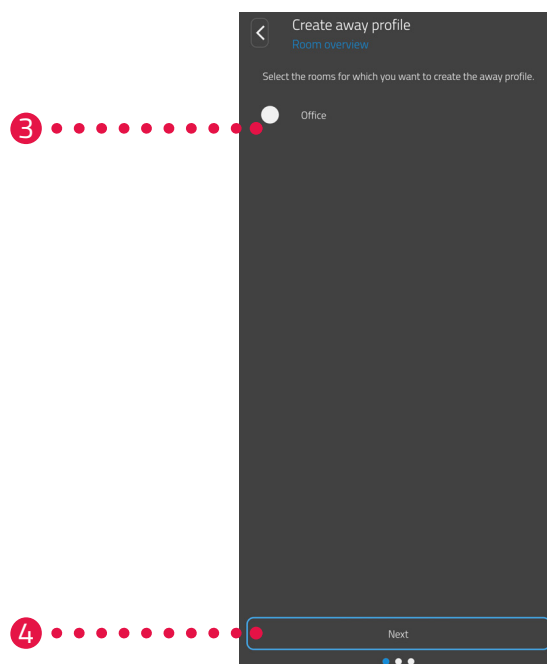 Create away profile
Room overview
Select the rooms for which you want to create the away profile.
3
Office
4
Next